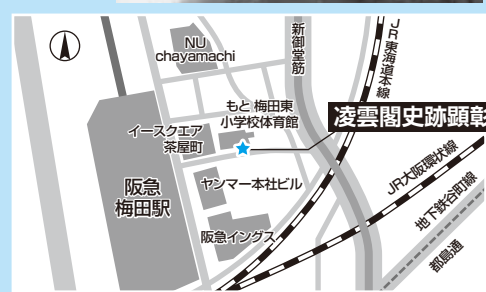 NU
chayamachi
新御堂筋
JR東海道本線
もと 梅田東
小学校体育館
凌雲閣史跡顕彰
イースクエア
茶屋町
阪急
梅田駅
ヤンマー本社ビル
阪急イングス
JR大阪環状線
地下鉄谷町線
都島通